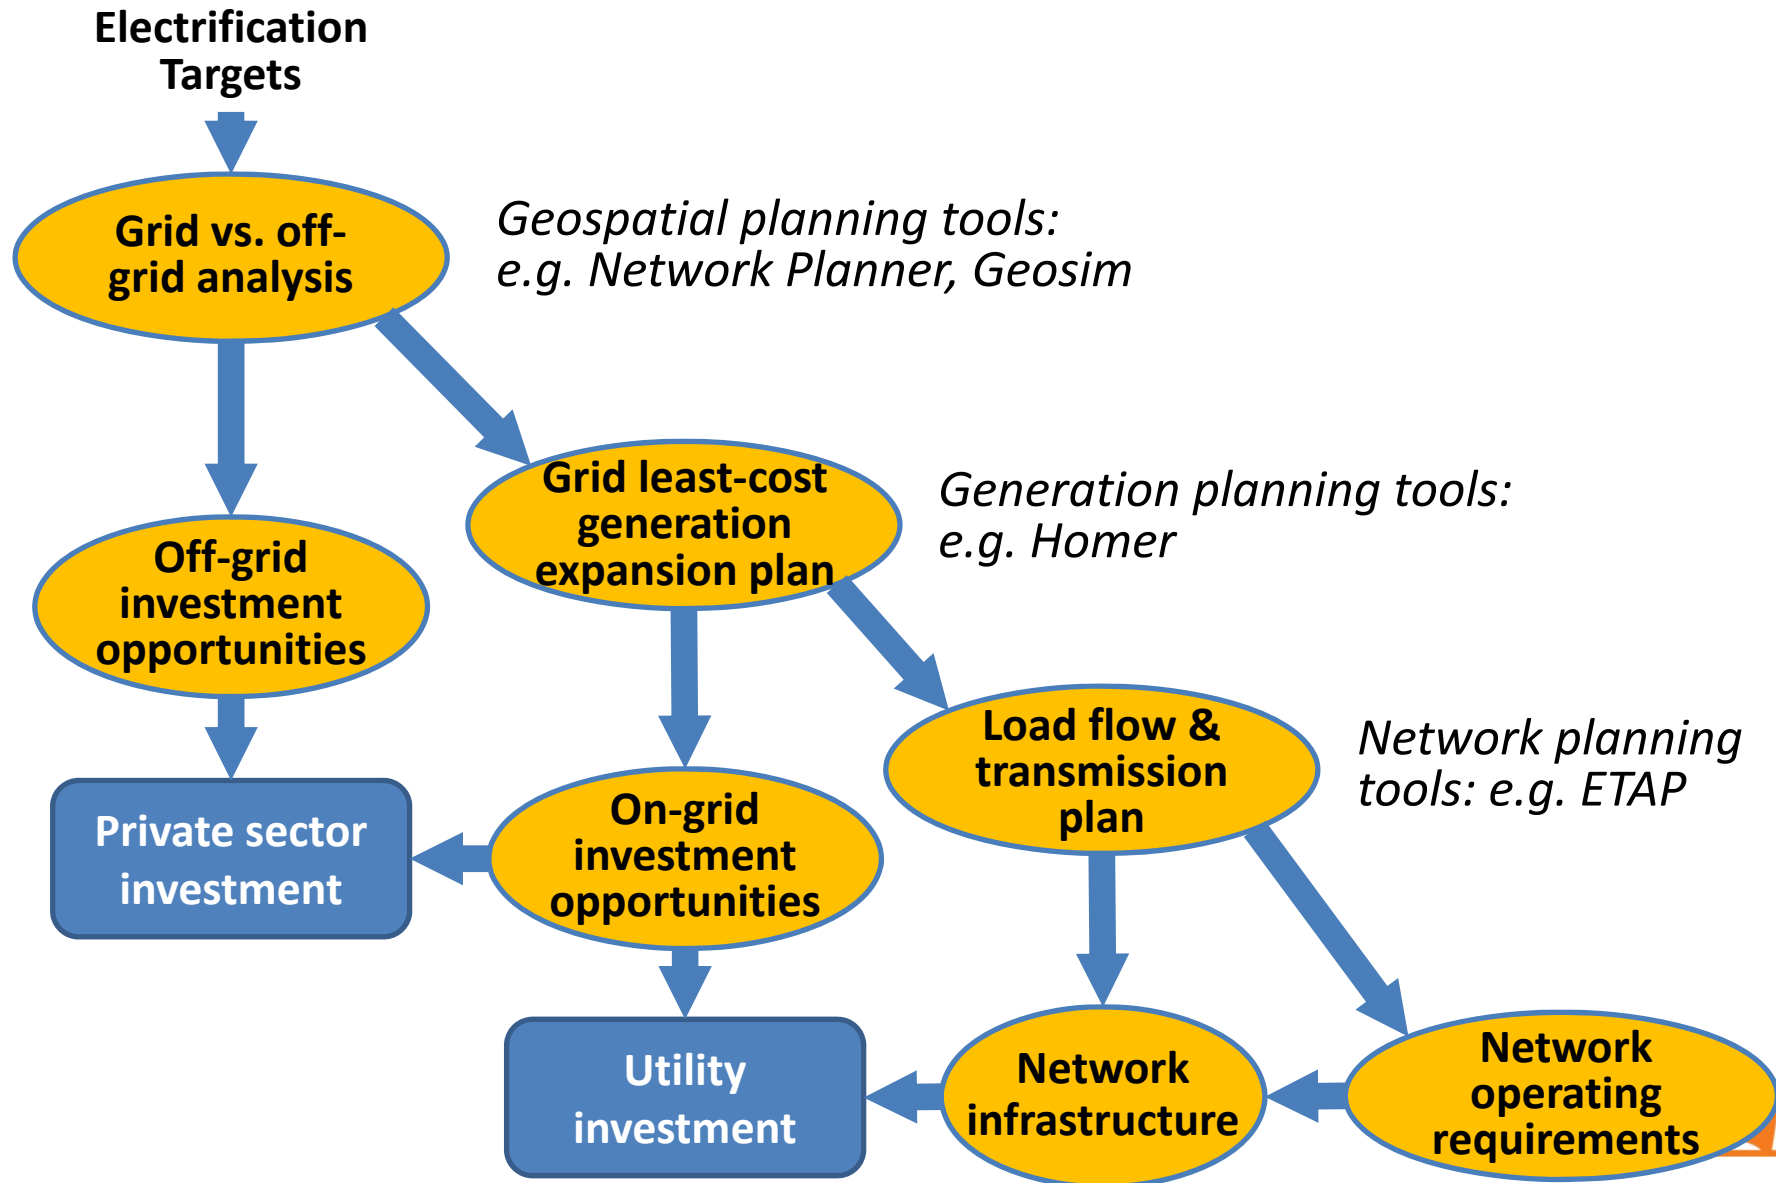 Electrification
Targets
Grid vs. off-
grid analysis
Geospatial planning tools:
e.g. Network Planner, Geosim
Grid least-cost
generation
expansion plan
Generation planning tools:
e.g. Homer
Off-grid
investment
opportunities
Load flow &
transmission
plan
Network planning
tools: e.g. ETAP
Private sector
investment
On-grid
investment
opportunities
Utility
investment
Network
infrastructure
Network
operating
requirements